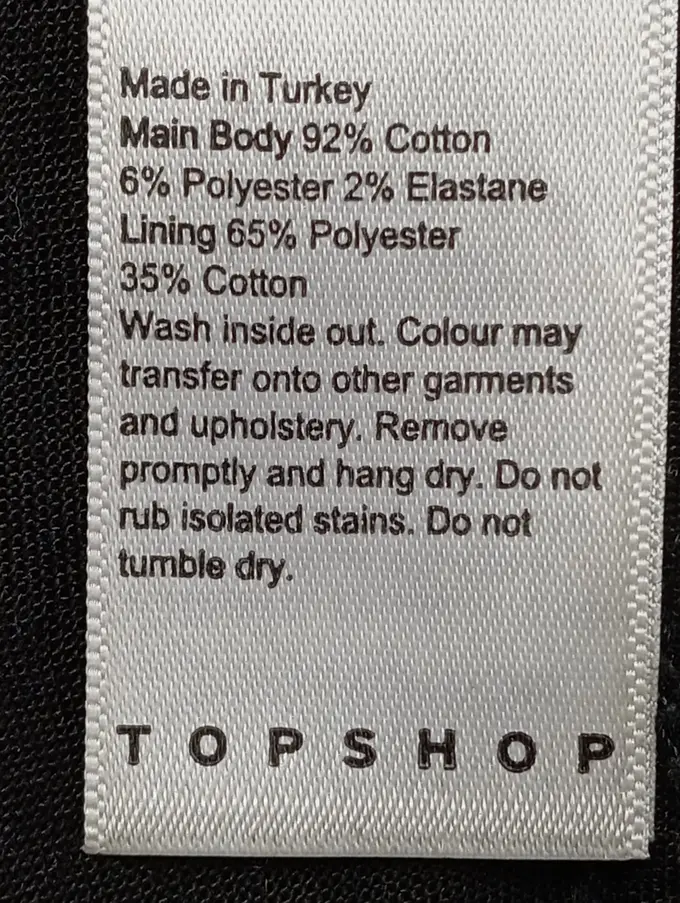 Made in Turkey
Main Body 92% Cotton
6% Polyester 2% Elastane
Lining 65% Polyester
35% Cotton
Wash inside out. Colour may
transfer onto other garments
and upholstery. Remove
promptly and hang dry. Do not
rub isolated stains. Do not
tumble dry.
TOPSHOP